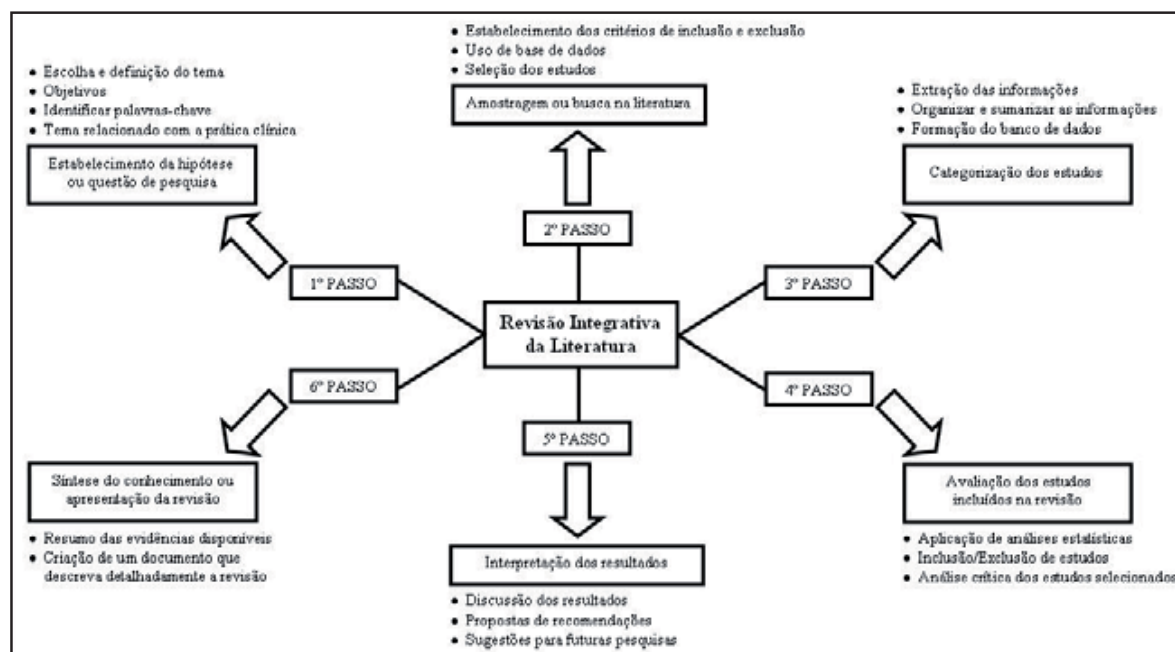 • Escolha e definição do tema
• Objetivos
• Identificar palavras-chave
• Tema relacionado com a prática clínica
Estabelecimento da hipótese
ou questão de pesquisa
1º PASSO
• Estabelecimento dos critérios de inclusão e exclusão
• Uso de base de dados
• Seleção dos estudos
Amostragem ou busca na literatura
2º PASSO
• Extração das informações
• Organizar e sumarizar as informações
• Formação do banco de dados
Categorização dos estudos
3º PASSO
Revisão Integrativa
da Literatura
4º PASSO
Avaliação dos estudos
incluídos na revisão
• Aplicação de análises estatísticas
• Inclusão/Exclusão de estudos
• Análise crítica dos estudos selecionados
5º PASSO
Interpretação dos resultados
• Discussão dos resultados
• Propostas de recomendações
• Sugestões para futuras pesquisas
6º PASSO
Síntese do conhecimento ou
apresentação da revisão
• Resumo das evidências disponíveis
• Criação de um documento que
descreva detalhadamente a revisão